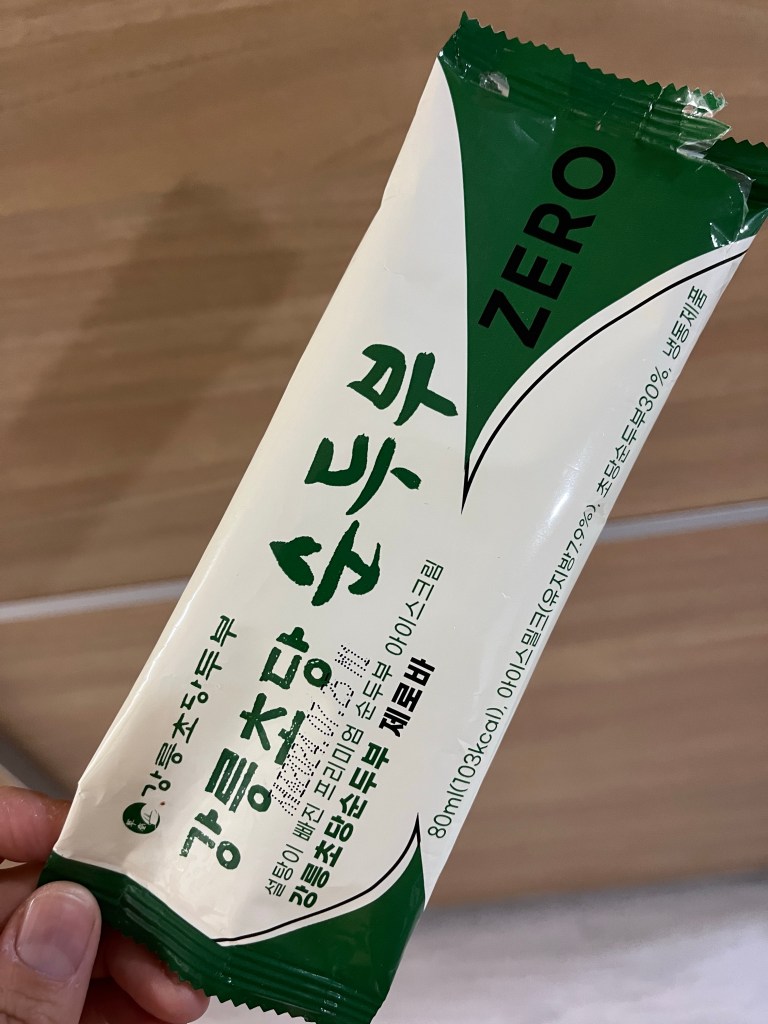 ZERO
강릉초당두부
강릉초당 순두부
설탕이 빠진 프리미엄 순두부 아이스크림
강릉초당순두부 제로바
80ml(103kcal), 아이스밀크(유지방7.9%), 초당순두부30%, 냉동제품